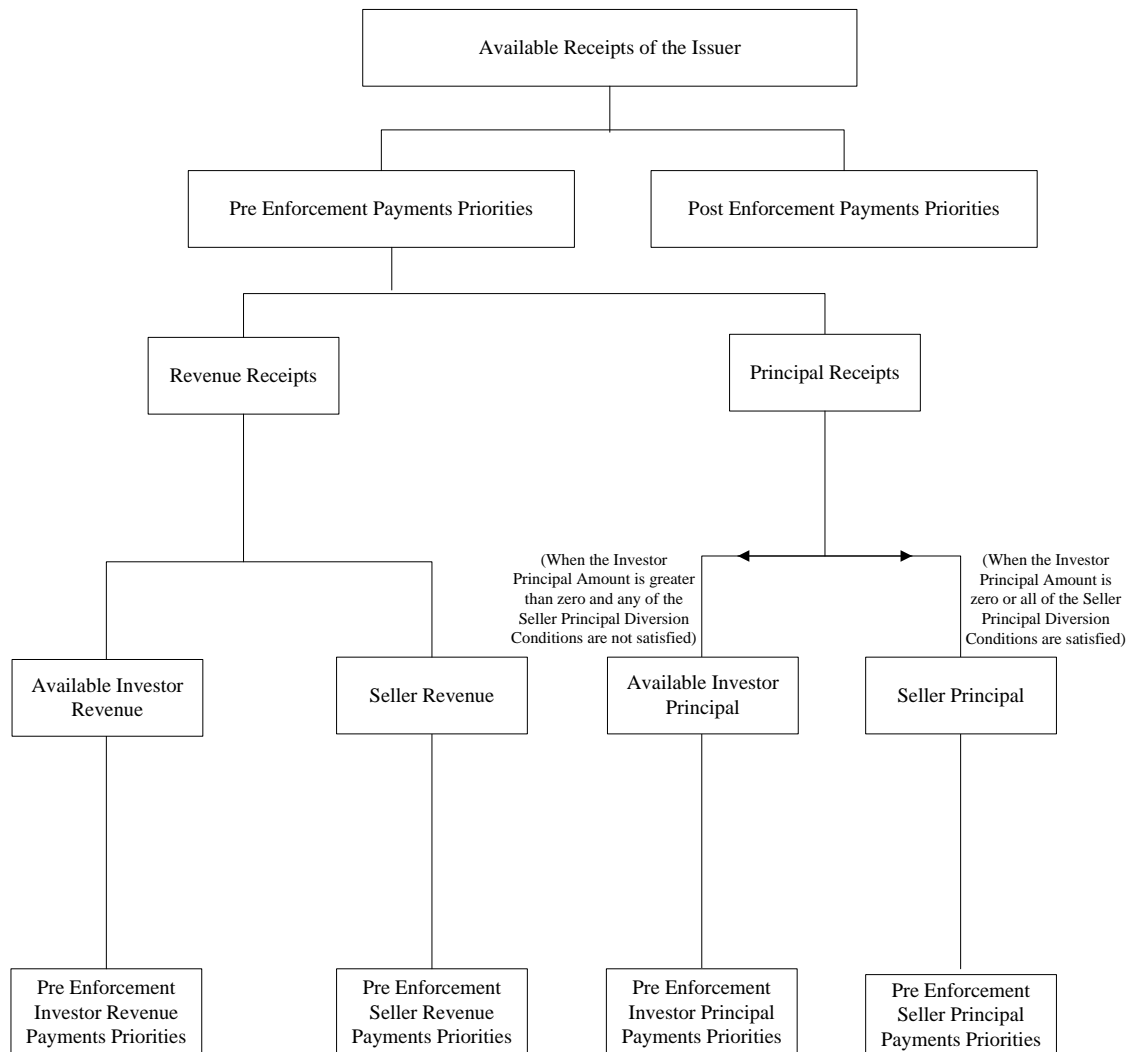 Available Receipts of the Issuer
Pre Enforcement Payments Priorities
Post Enforcement Payments Priorities
Revenue Receipts
Principal Receipts
(When the Investor
Principal Amount is greater
than zero and any of the
Seller Principal Diversion
Conditions are not satisfied)
(When the Investor
Principal Amount is
zero or all of the Seller
Principal Diversion
Conditions are satisfied)
Available Investor
Revenue
Seller Revenue
Available Investor
Principal
Seller Principal
Pre Enforcement
Investor Revenue
Payments Priorities
Pre Enforcement
Seller Revenue
Payments Priorities
Pre Enforcement
Investor Principal
Payments Priorities
Pre Enforcement
Seller Principal
Payments Priorities